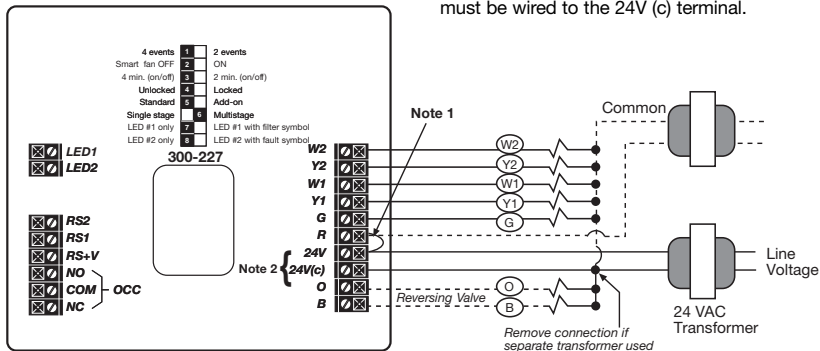 must be wired to the 24V (c) terminal.
4 events 1 2 events
Smart fan OFF 2 ON
4 min. (on/off) 3 2 min. (on/off)
Unlocked 4 Locked
Standard 5 Add-on
Single stage 6 Multistage
LED #1 only 7 LED #1 with filter symbol
LED #2 only 8 LED #2 with fault symbol
300-227
LED1
LED2
RS2
RS1
RS+V
NO
COM
NC
OCC
W2
Y2
W1
Y1
G
R
24V
24V(c)
O
B
Note 1
Note 2
W2
Y2
W1
Y1
G
O
B
Reversing Valve
Common
Line
Voltage
24 VAC
Transformer
Remove connection if
separate transformer used